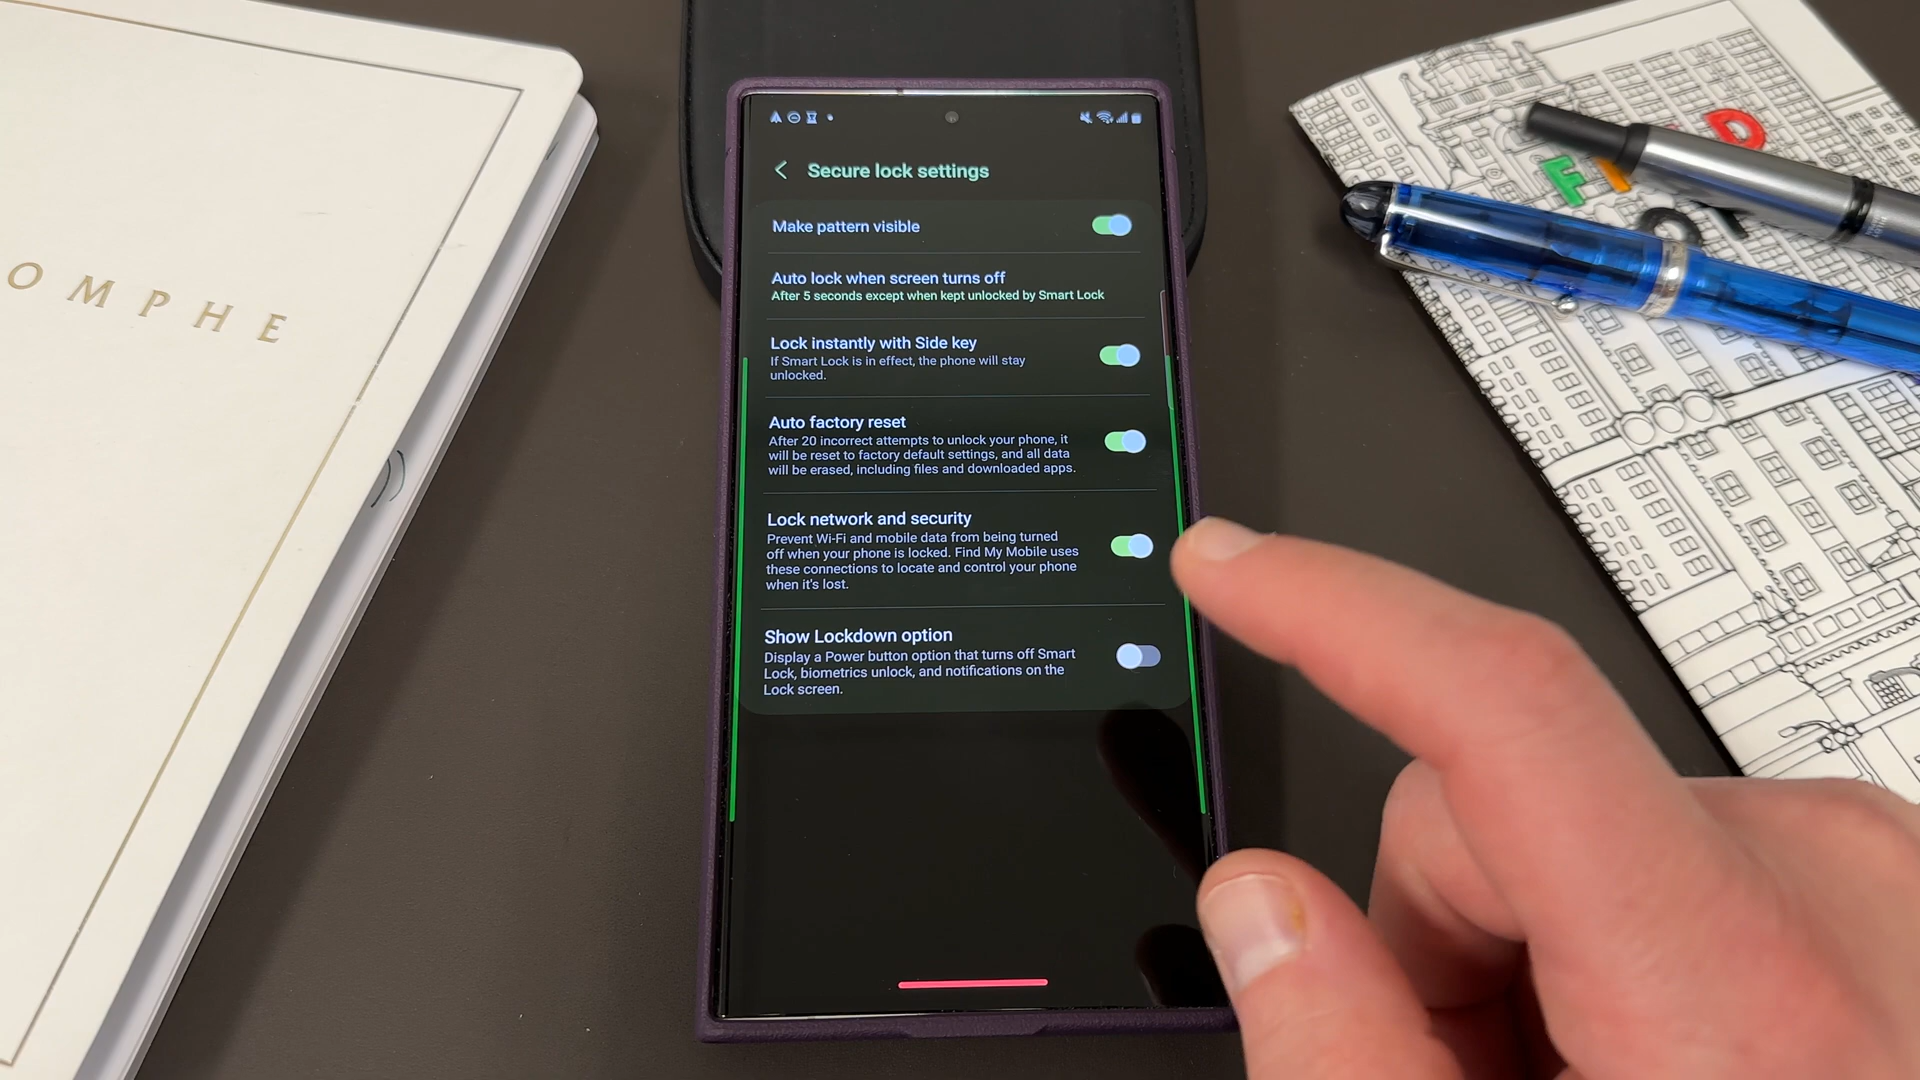 Secure lock settings
Make pattern visible
Auto lock when screen turns off
After 5 seconds except when kept unlocked by Smart Lock
Lock instantly with Side key
If Smart Lock is in effect, the phone will stay
unlocked.
Auto factory reset
After 20 incorrect attempts to unlock your phone, it
will be reset to factory default settings, and all data
will be erased, including files and downloaded apps.
Lock network and security
Prevent Wi-Fi and mobile data from being turned
off when your phone is locked. Find My Mobile uses
these connections to locate and control your phone
when it's lost.
Show Lockdown option
Display a Power button option that turns off Smart
Lock, biometrics unlock, and notifications on the
Lock screen.
OMPHE